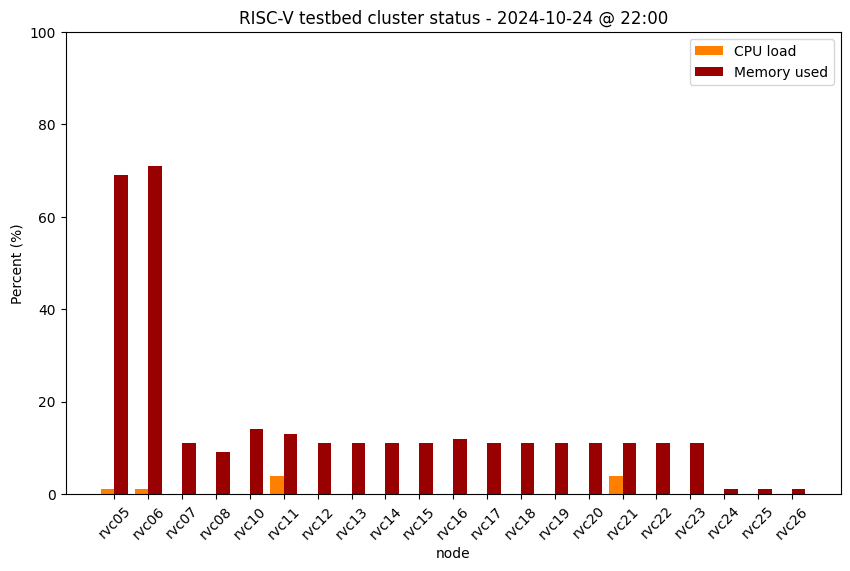 RISC-V testbed cluster status - 2024-10-24 @ 22:00
CPU load
Memory used
Percent (%)
100
80
60
40
20
0
rvc05
rvc06
rvc07
rvc08
rvc10
rvc11
rvc12
rvc13
rvc14
rvc15
rvc16
rvc17
rvc18
rvc19
rvc20
rvc21
rvc22
rvc23
rvc24
rvc25
rvc26
node